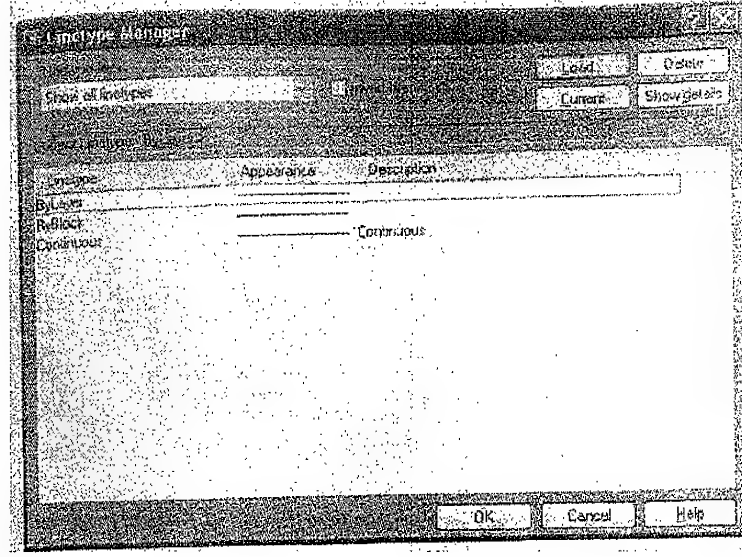 Linetype Manager
Show all linetypes
Load... Delete
Current Show details
Linetype Appearance Description
ByLayer
ByBlock
Continuous Continuous
OK Cancel Help